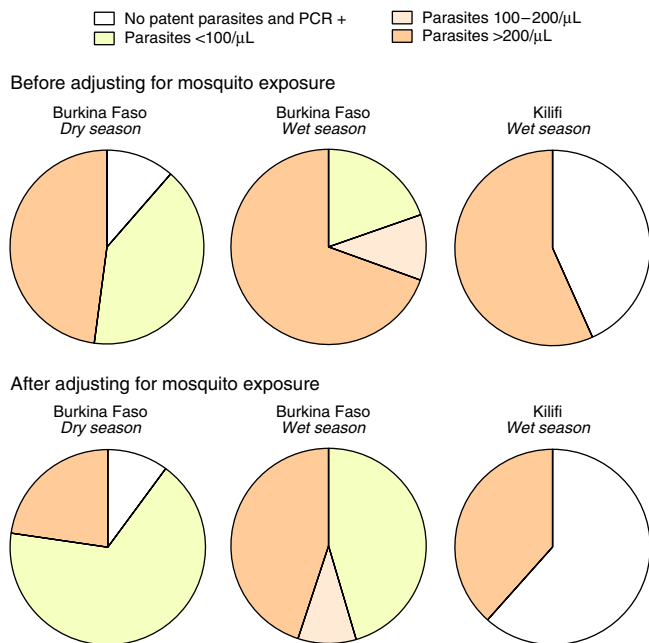 No patent parasites and PCR +
Parasites <100/μL
Parasites 100–200/μL
Parasites >200/μL
Before adjusting for mosquito exposure
Burkina Faso
Dry season
Burkina Faso
Wet season
Kilifi
Wet season
After adjusting for mosquito exposure
Burkina Faso
Dry season
Burkina Faso
Wet season
Kilifi
Wet season